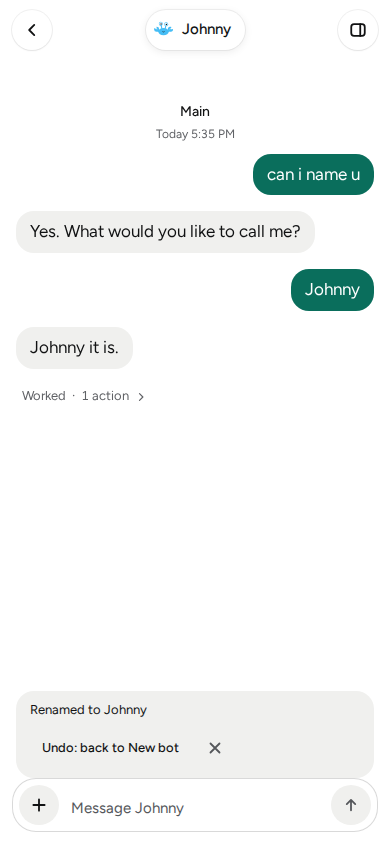 Johnny
Main
Today 5:35 PM
can i name u
Yes. What would you like to call me?
Johnny
Johnny it is.
Worked · 1 action
Renamed to Johnny
Undo: back to New bot
Message Johnny